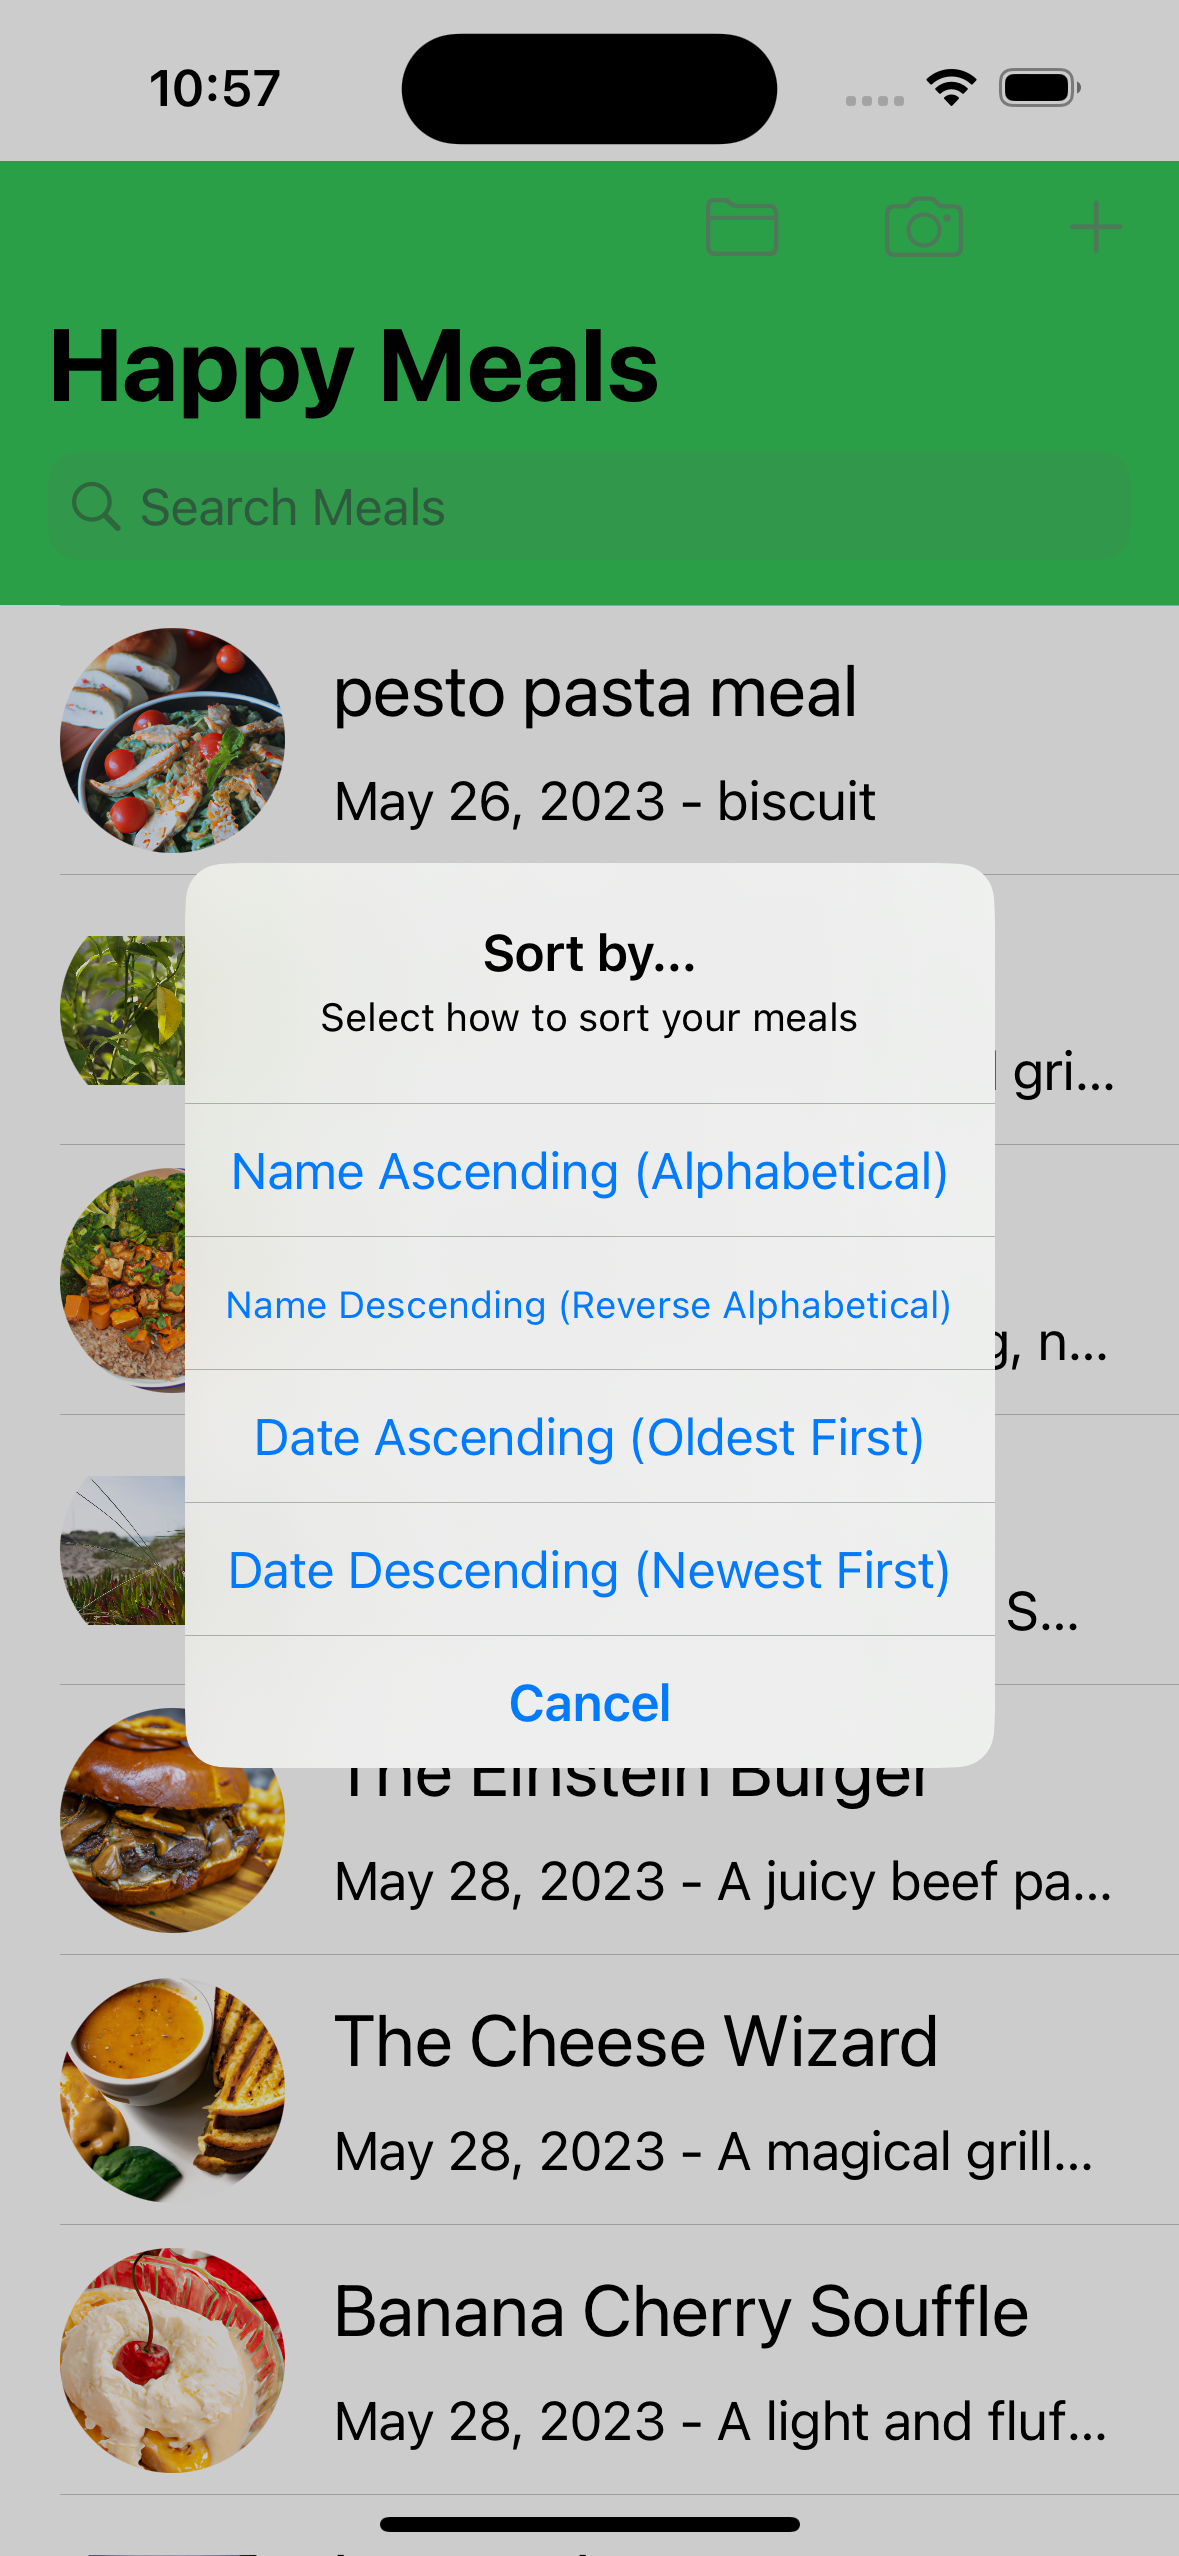 10:57
Happy Meals
Search Meals
pesto pasta meal
May 26, 2023 - biscuit
Sort by...
Select how to sort your meals
gri...
Name Ascending (Alphabetical)
Name Descending (Reverse Alphabetical)
, n...
Date Ascending (Oldest First)
Date Descending (Newest First)
S...
Cancel
The Einstein Burger
May 28, 2023 - A juicy beef pa...
The Cheese Wizard
May 28, 2023 - A magical grill...
Banana Cherry Souffle
May 28, 2023 - A light and fluf...